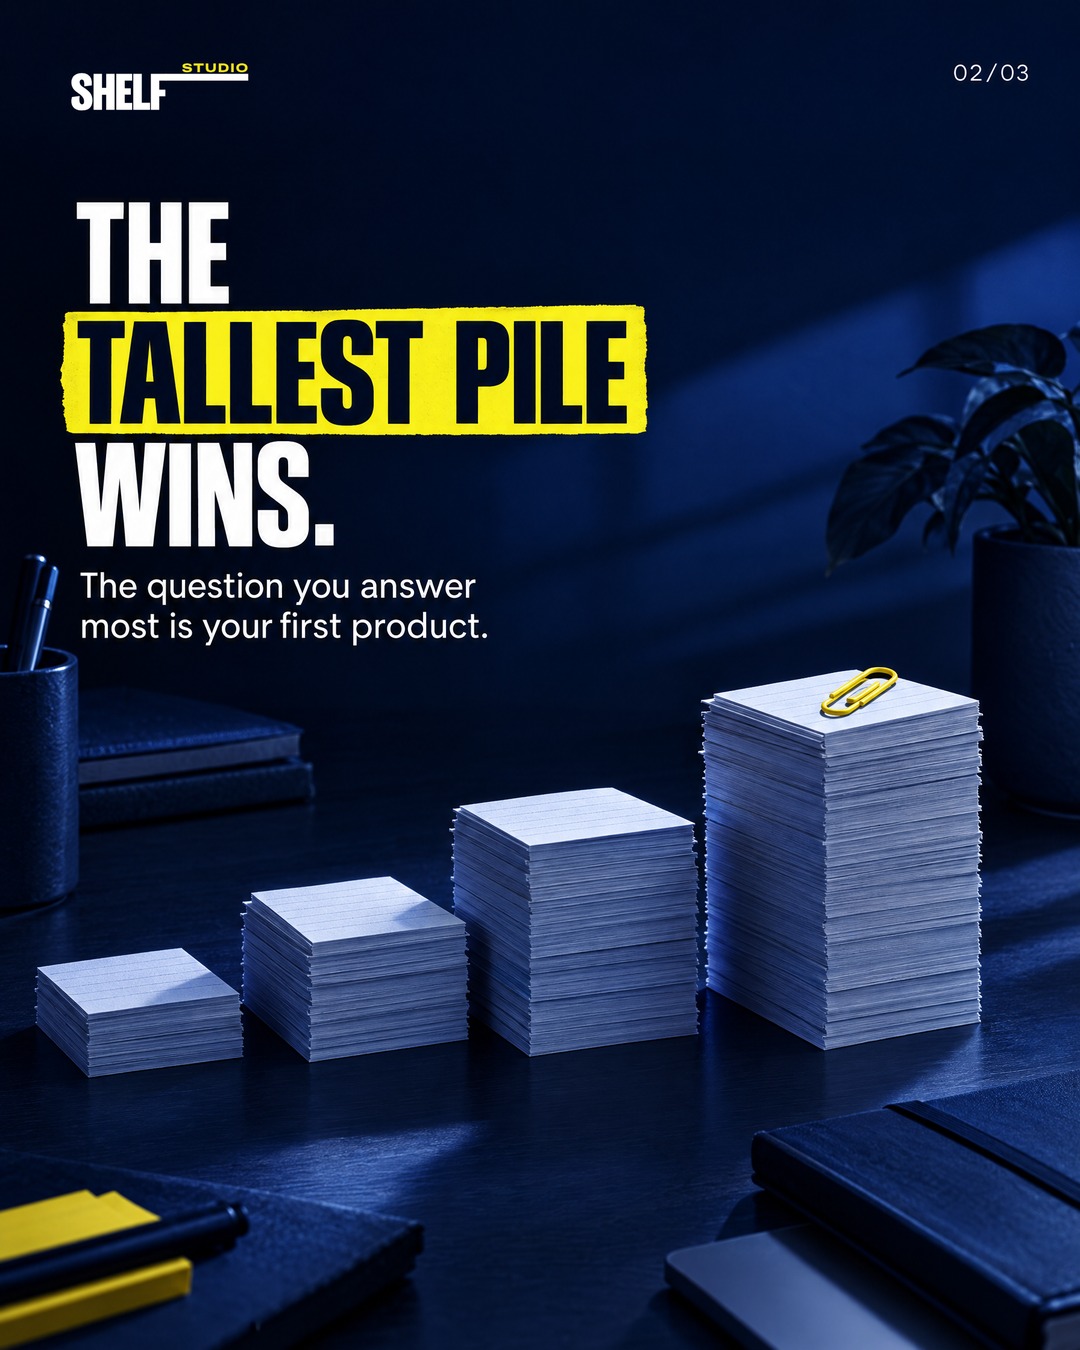 STUDIO
SHELF
02/03
THE
TALLEST PILE
WINS.
The question you answer
most is your first product.